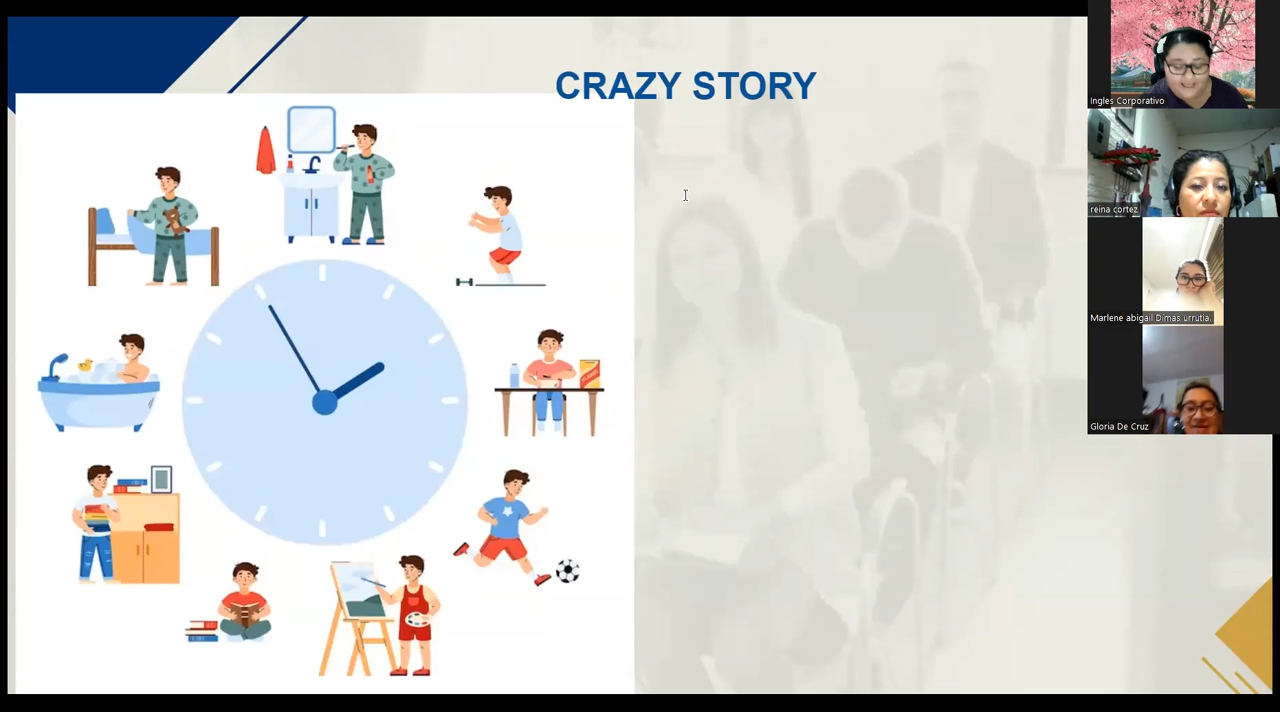 CRAZY STORY
Ingles Corporativo
reina cortez
Marlene abigail Dimas urrutia.
Gloria De Cruz